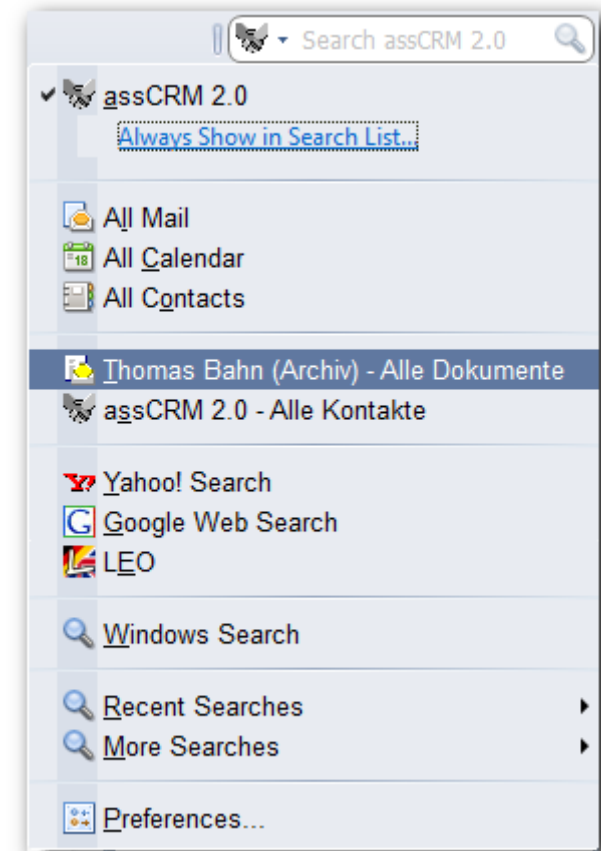 Search assCRM 2.0
assCRM 2.0
Always Show in Search List...
All Mail
18
All Calendar
All Contacts
Thomas Bahn (Archiv) - Alle Dokumente
assCRM 2.0 - Alle Kontakte
Y! Yahoo! Search
G Google Web Search
L LEO
Windows Search
Recent Searches
More Searches
Preferences...